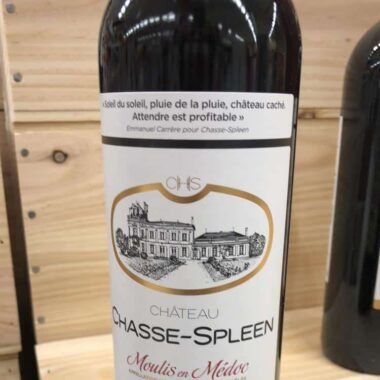 « Soleil du soleil, pluie de la pluie, château caché.
Attendre est profitable »
Emmanuel Carrère pour Chasse-Spleen
CHS
CHÂTEAU
CHASSE-SPLEEN
Moulis en Médoc